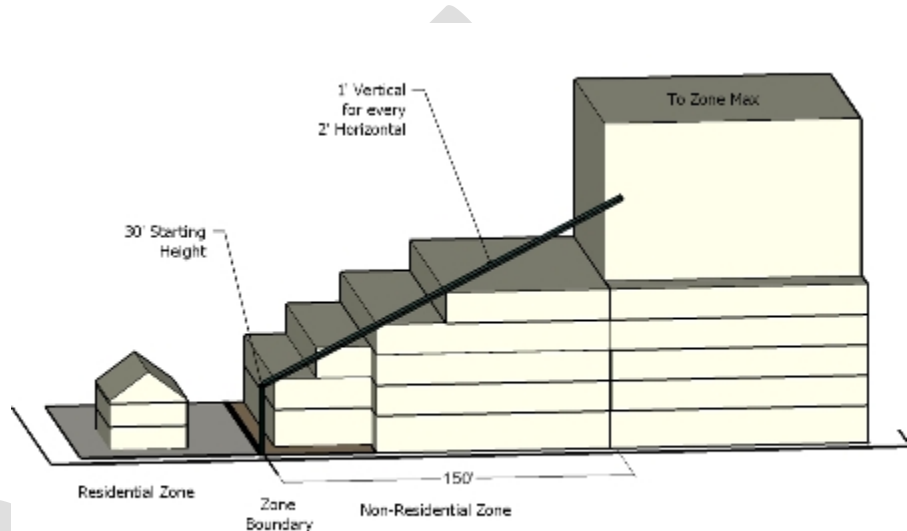 To Zone Max
1' Vertical
for every
2' Horizontal
30' Starting
Height
150'
Residential Zone
Zone
Boundary
Non-Residential Zone